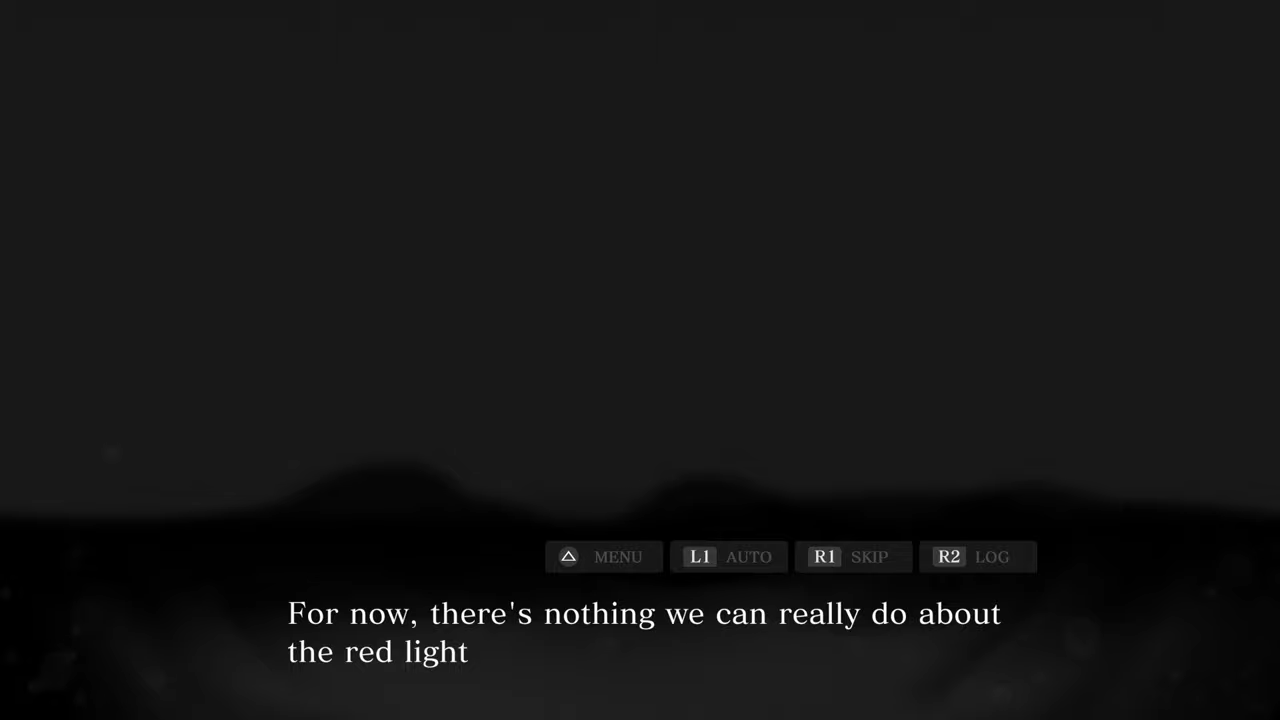 MENU L1 AUTO R1 SKIP R2 LOG
For now, there's nothing we can really do about
the red light